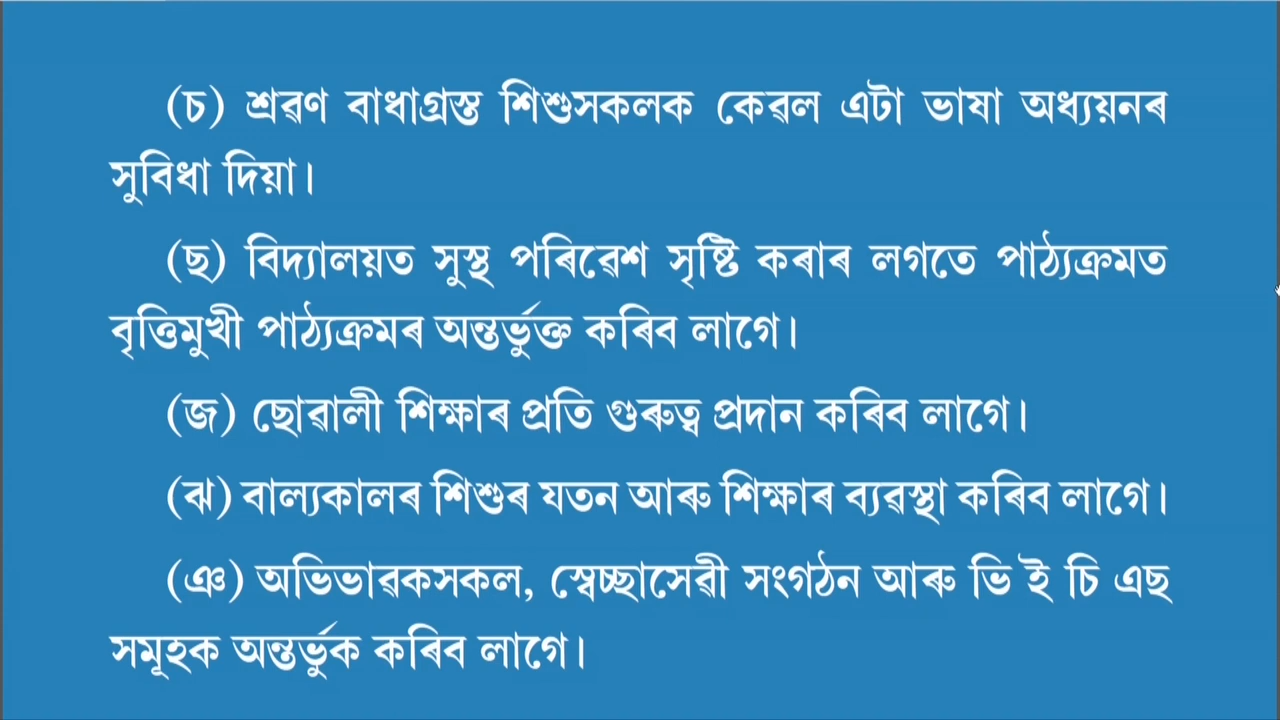 (চ) শ্ৰৱণ বাধাগ্ৰস্ত শিশুসকলক কেৱল এটা ভাষা অধ্যয়নৰ
সুবিধা দিয়া।
(ছ) বিদ্যালয়ত সুস্থ পৰিৱেশ সৃষ্টি কৰাৰ লগতে পাঠ্যক্ৰমত
বৃত্তিমুখী পাঠ্যক্ৰমৰ অন্তৰ্ভুক্ত কৰিব লাগে।
(জ) ছোৱালী শিক্ষাৰ প্ৰতি গুৰুত্ব প্ৰদান কৰিব লাগে।
(ঝ) বাল্যকালৰ শিশুৰ যতন আৰু শিক্ষাৰ ব্যৱস্থা কৰিব লাগে।
(ঞ) অভিভাৱকসকল, স্বেচ্ছাসেৱী সংগঠন আৰু ভি ই চি এছ
সমূহক অন্তৰ্ভুক কৰিব লাগে।